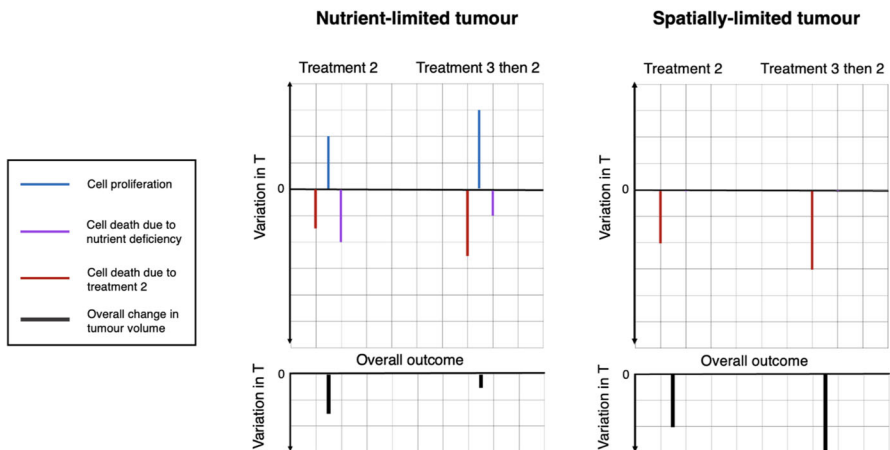 Nutrient-limited tumour
Spatially-limited tumour
Treatment 2
Treatment 3 then 2
Treatment 2
Treatment 3 then 2
Cell proliferation
Cell death due to
nutrient deficiency
Cell death due to
treatment 2
Overall change in
tumour volume
Variation in T
0
Variation in T
0
Overall outcome
Overall outcome
Variation in T
0
Variation in T
0